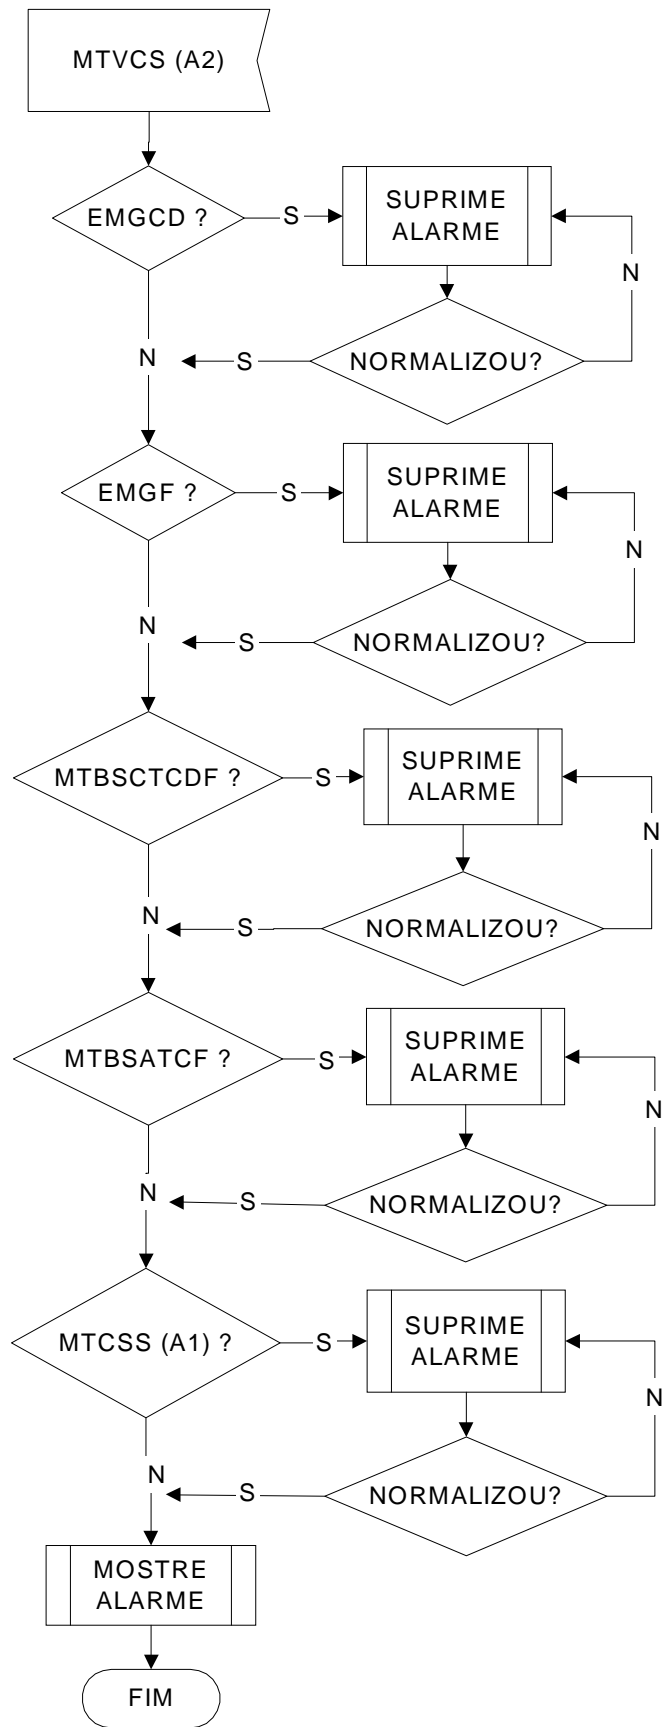 MTVCS (A2)
EMGCD ?
S
SUPRIME
ALARME
N
N
S
NORMALIZOU?
EMGF ?
S
SUPRIME
ALARME
N
N
S
NORMALIZOU?
MTBSCTCDF ?
S
SUPRIME
ALARME
N
N
S
NORMALIZOU?
MTBSATCF ?
S
SUPRIME
ALARME
N
N
S
NORMALIZOU?
MTCSS (A1) ?
S
SUPRIME
ALARME
N
N
S
NORMALIZOU?
MOSTRE
ALARME
FIM